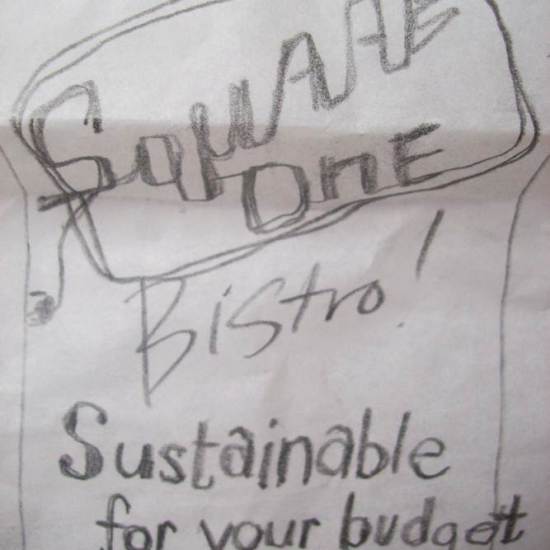 SQUARE
ONE
Bistro!
Sustainable
for your budget